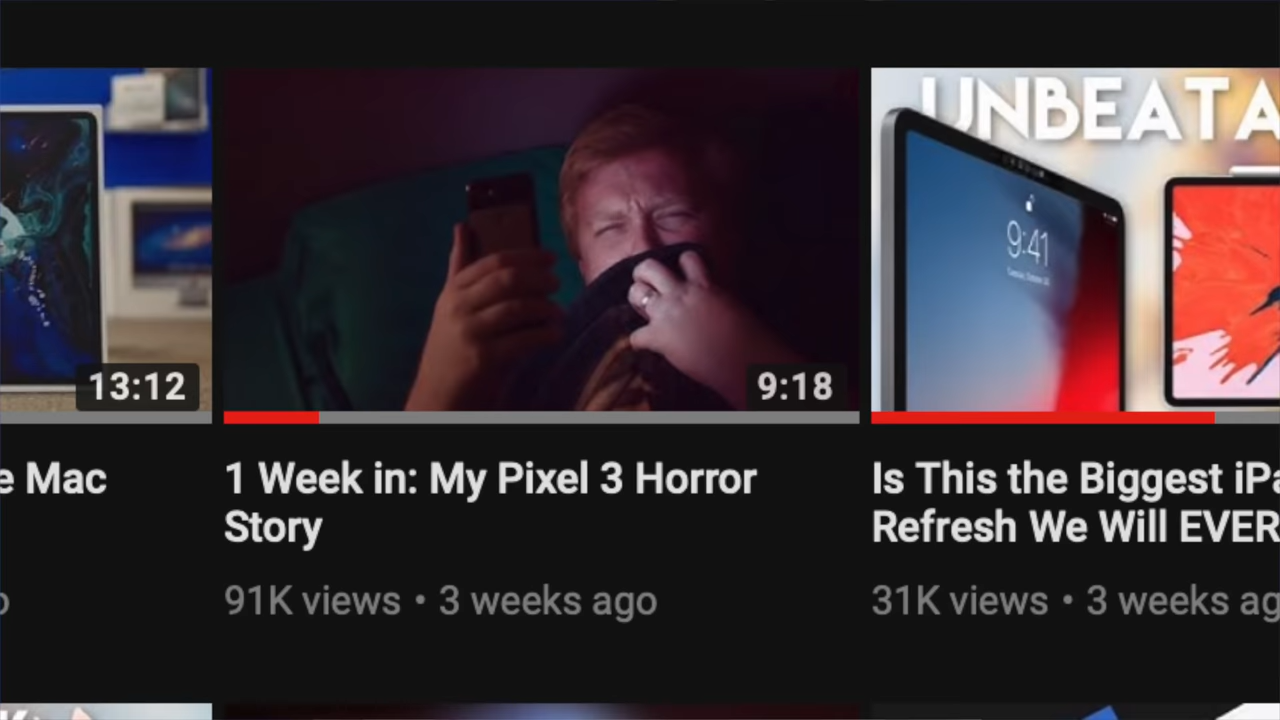 UNBEATA
9:41
13:12
9:18
e Mac
1 Week in: My Pixel 3 Horror
Story
91K views • 3 weeks ago
Is This the Biggest iPa
Refresh We Will EVER
31K views • 3 weeks ag
o